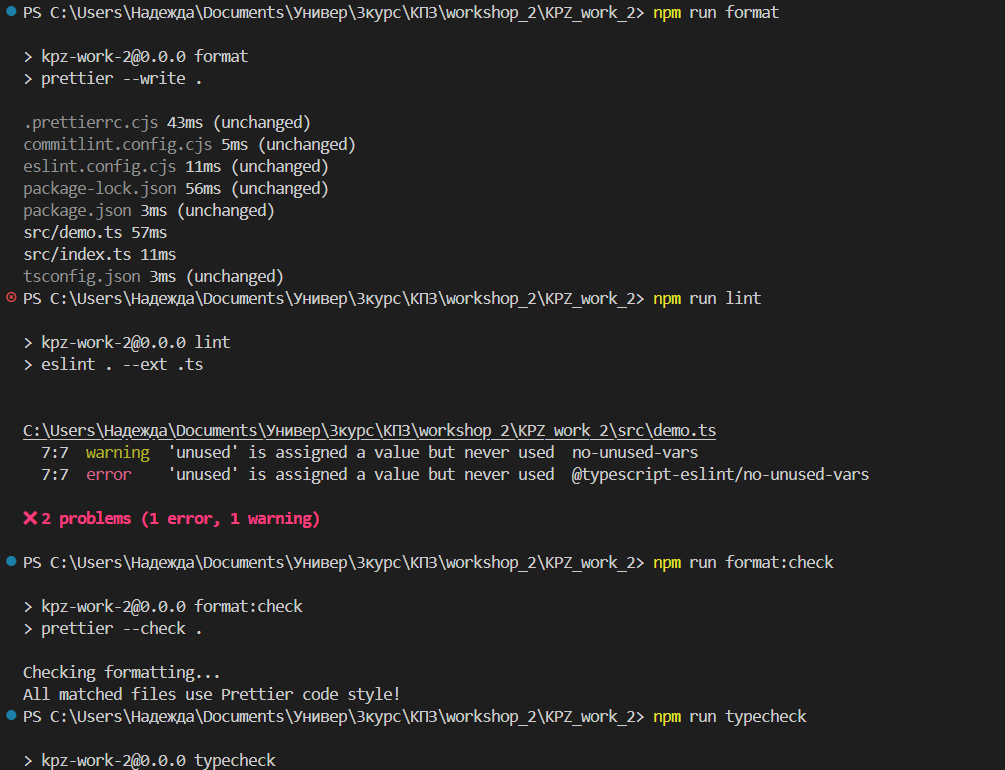 PS C:\Users\Надежда\Documents\Універ\3курс\КПЗ\workshop_2\KPZ_work_2> npm run format
> kpz-work-2@0.0.0 format
> prettier --write .
.prettierrc.cjs 43ms (unchanged)
commitlint.config.cjs 5ms (unchanged)
eslint.config.cjs 11ms (unchanged)
package-lock.json 56ms (unchanged)
package.json 3ms (unchanged)
src/demo.ts 57ms
src/index.ts 11ms
tsconfig.json 3ms (unchanged)
PS C:\Users\Надежда\Documents\Універ\3курс\КПЗ\workshop_2\KPZ_work_2> npm run lint
> kpz-work-2@0.0.0 lint
> eslint . --ext .ts
C:\Users\Надежда\Documents\Універ\3курс\КПЗ\workshop_2\KPZ_work_2\src\demo.ts
7:7 warning 'unused' is assigned a value but never used no-unused-vars
7:7 error 'unused' is assigned a value but never used @typescript-eslint/no-unused-vars
✖ 2 problems (1 error, 1 warning)
PS C:\Users\Надежда\Documents\Універ\3курс\КПЗ\workshop_2\KPZ_work_2> npm run format:check
> kpz-work-2@0.0.0 format:check
> prettier --check .
Checking formatting...
All matched files use Prettier code style!
PS C:\Users\Надежда\Documents\Універ\3курс\КПЗ\workshop_2\KPZ_work_2> npm run typecheck
> kpz-work-2@0.0.0 typecheck